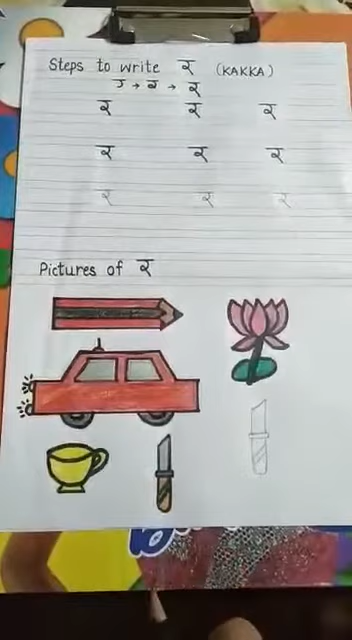 Steps to write ਕ (KAKKA)
→ → ਕ
ਕ ਕ ਕ
ਕ ਕ ਕ
ਕ ਕ ਕ
Pictures of ਕ